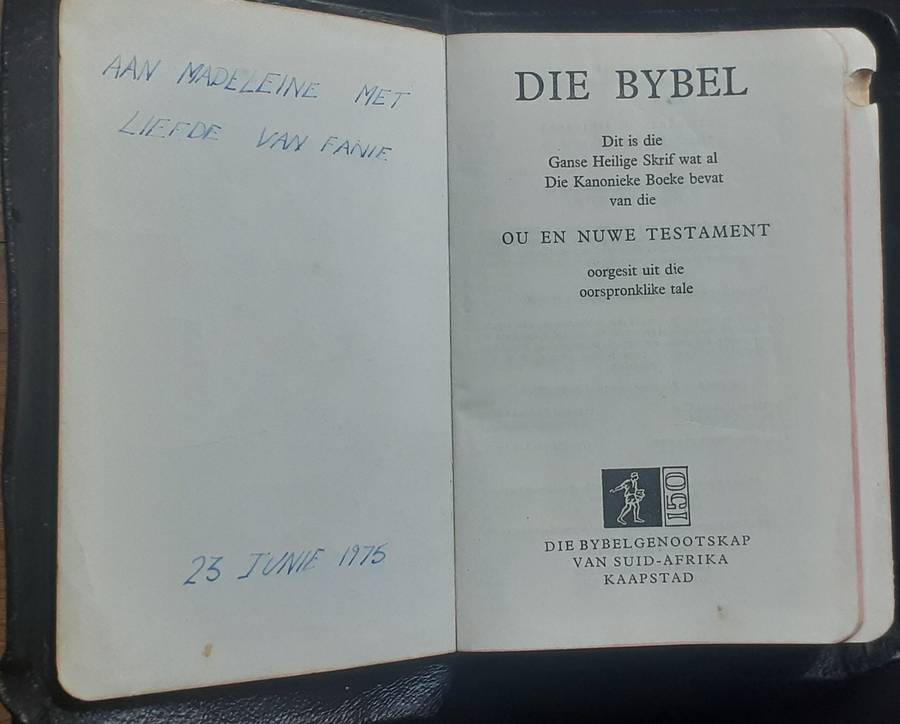 AAN MADELEINE MET
LIEFDE VAN FANIE
23 JUNIE 1975
DIE BYBEL
Dit is die
Ganse Heilige Skrif wat al
Die Kanonieke Boeke bevat
van die
OU EN NUWE TESTAMENT
oorgesit uit die
oorspronklike tale
150
DIE BYBELGENOOTSKAP
VAN SUID-AFRIKA
KAAPSTAD